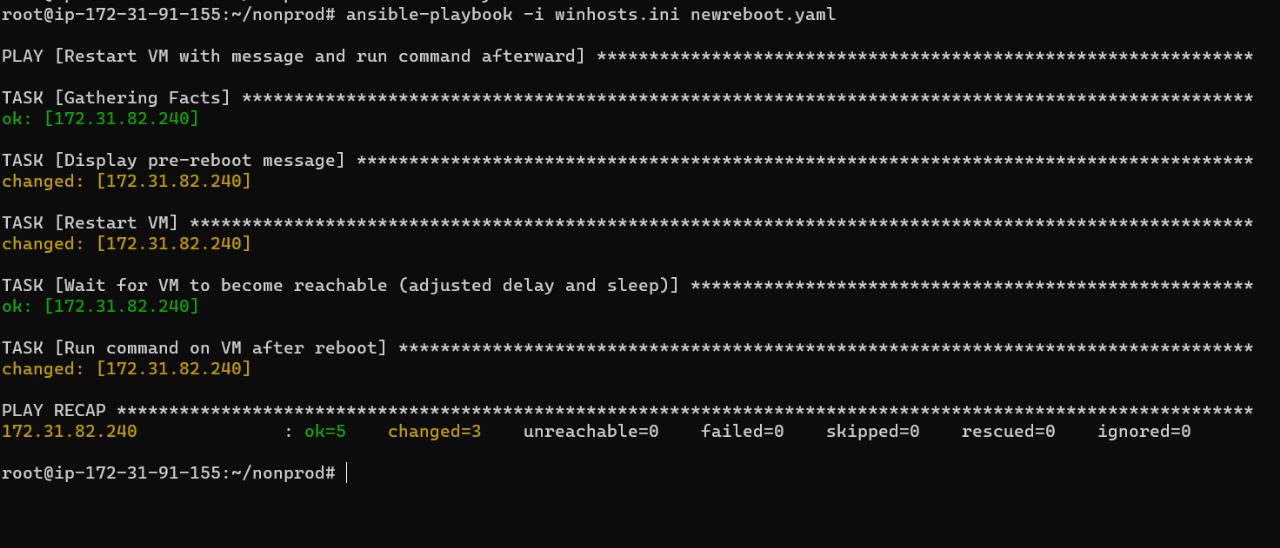 root@ip-172-31-91-155:~/nonprod# ansible-playbook -i winhosts.ini newreboot.yaml
PLAY [Restart VM with message and run command afterward] ***************************************************************
TASK [Gathering Facts] *************************************************************************************************
ok: [172.31.82.240]
TASK [Display pre-reboot message] **************************************************************************************
changed: [172.31.82.240]
TASK [Restart VM] ******************************************************************************************************
changed: [172.31.82.240]
TASK [Wait for VM to become reachable (adjusted delay and sleep)] ******************************************************
ok: [172.31.82.240]
TASK [Run command on VM after reboot] **********************************************************************************
changed: [172.31.82.240]
PLAY RECAP *************************************************************************************************************
172.31.82.240              : ok=5    changed=3    unreachable=0    failed=0    skipped=0    rescued=0    ignored=0
root@ip-172-31-91-155:~/nonprod#